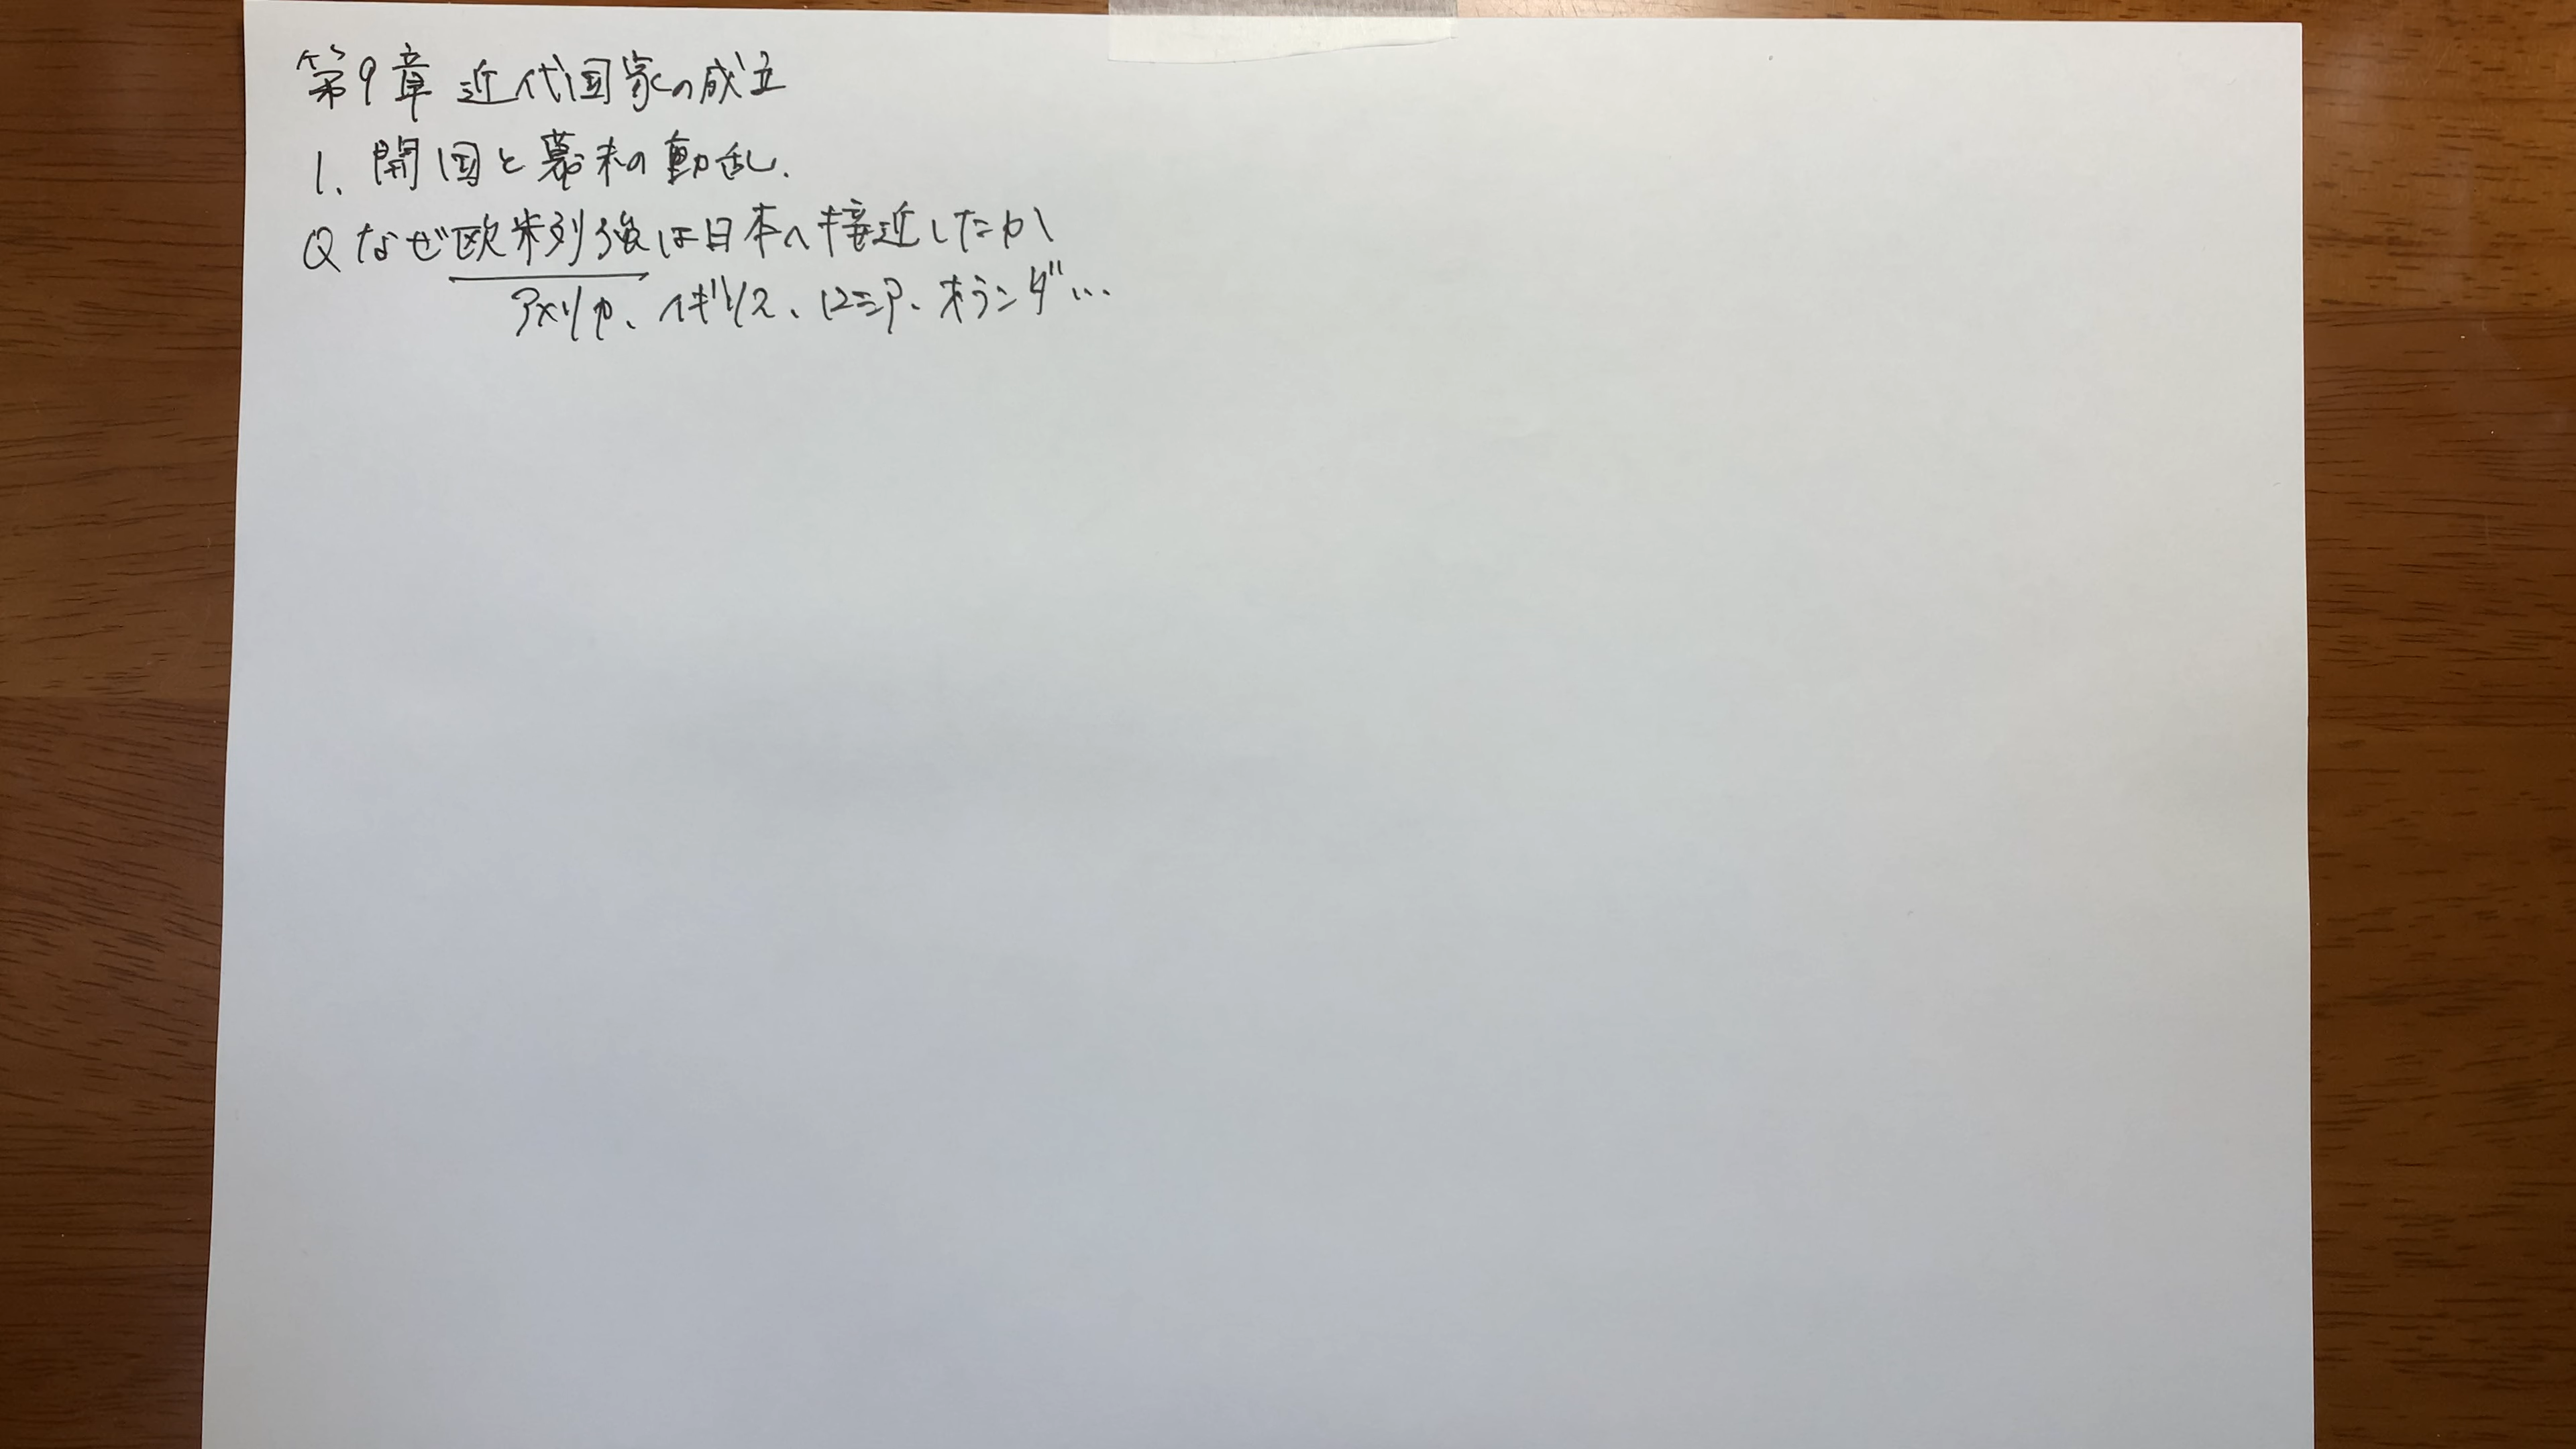 第9章 近代国家の成立
1. 開国と幕末の動乱.
Q なぜ欧米列強は日本へ接近したか
アメリカ、イギリス、ロシア、オランダ…